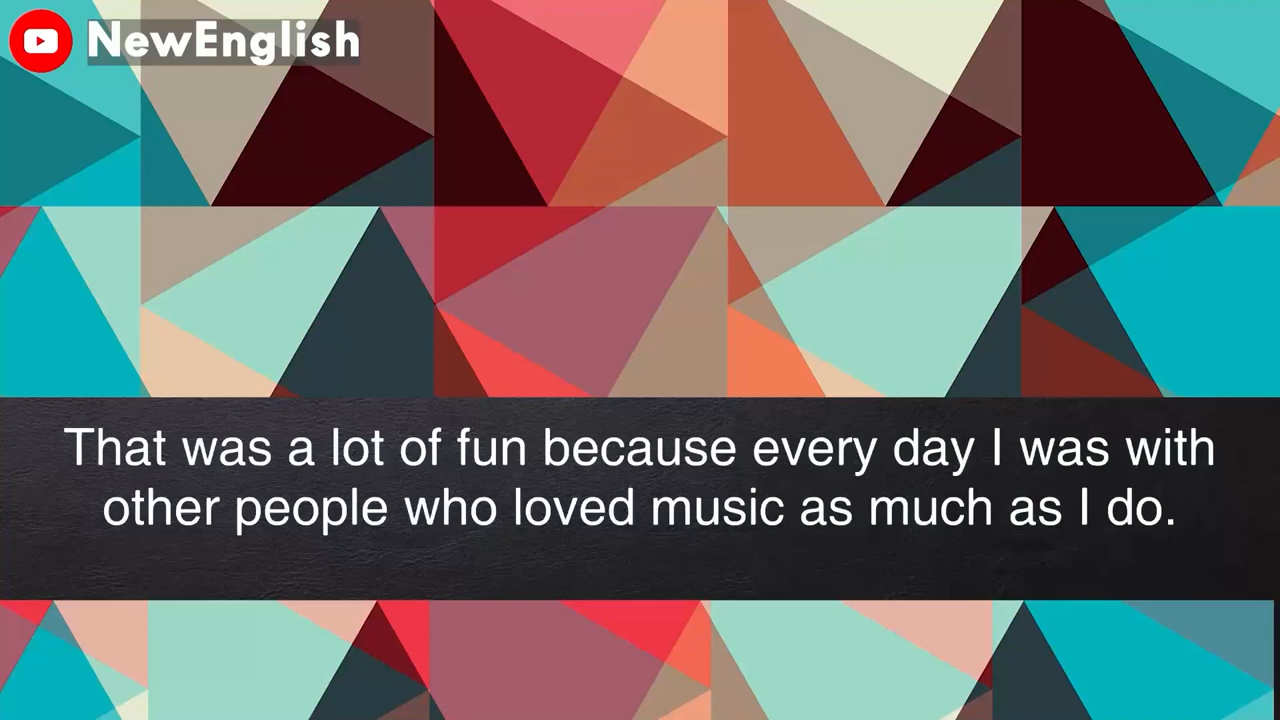 NewEnglish
That was a lot of fun because every day I was with
other people who loved music as much as I do.